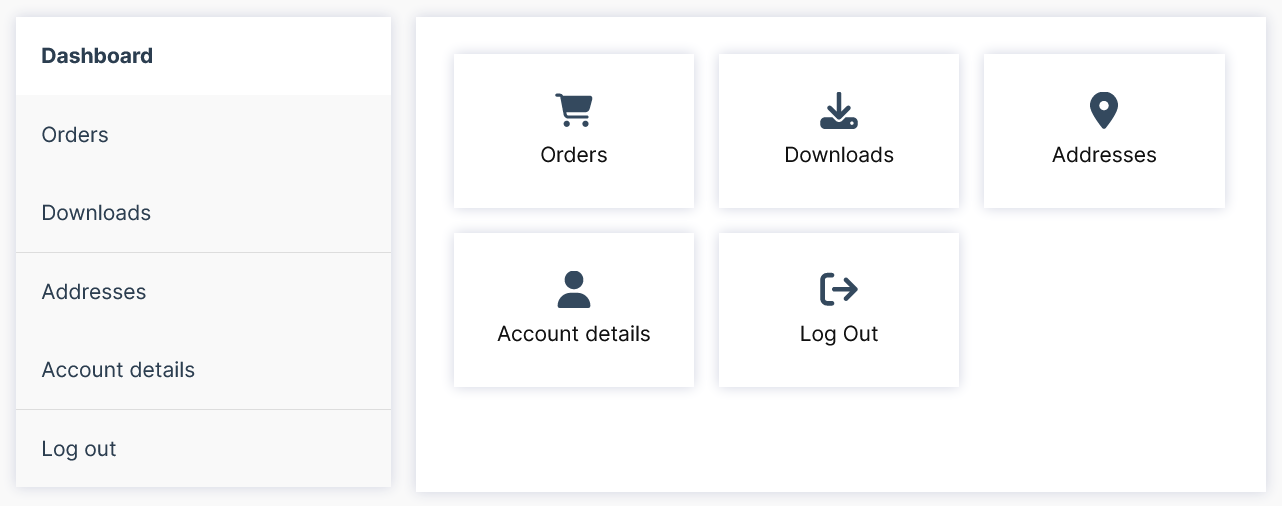 Dashboard
Orders
Downloads
Addresses
Account details
Log out
Orders
Downloads
Addresses
Account details
Log Out